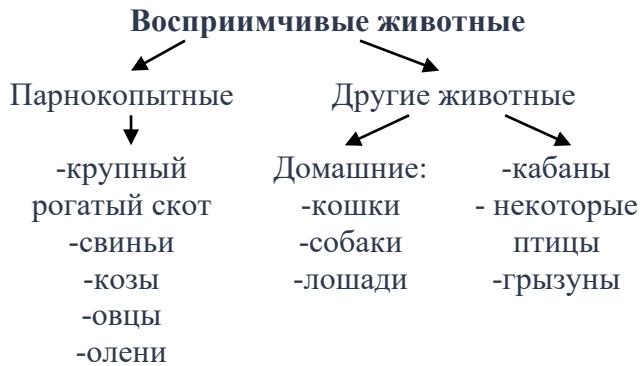 Восприимчивые животные
Парнокопытные
-крупный
рогатый скот
-свиньи
-козы
-овцы
-олени
Другие животные
Домашние:
-кошки
-собаки
-лошади
-кабаны
- некоторые
птицы
-грызуны